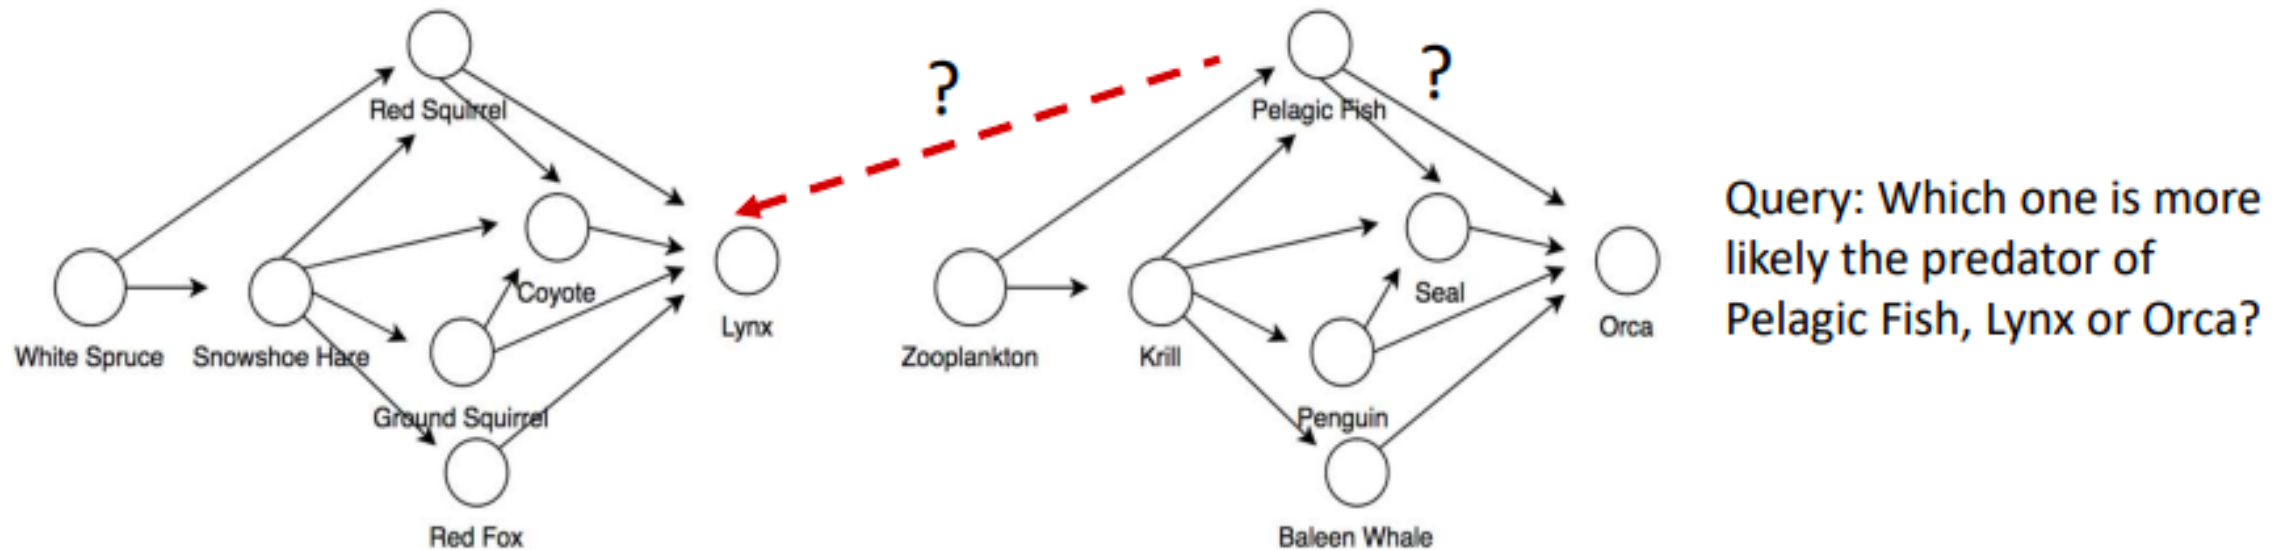 ?
?
Red Squirrel
Pelagic Fish
Query: Which one is more
likely the predator of
Pelagic Fish, Lynx or Orca?
Coyote
Seal
Lynx
Orca
White Spruce
Snowshoe Hare
Zooplankton
Krill
Ground Squirrel
Penguin
Red Fox
Baleen Whale